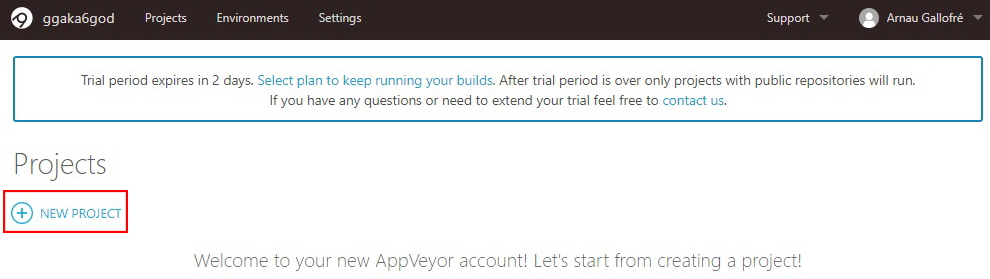 ggaka6god Projects Environments Settings Support Arnau Gallofré
Trial period expires in 2 days. Select plan to keep running your builds. After trial period is over only projects with public repositories will run.
If you have any questions or need to extend your trial feel free to contact us.
Projects
NEW PROJECT
Welcome to your new AppVeyor account! Let's start from creating a project!